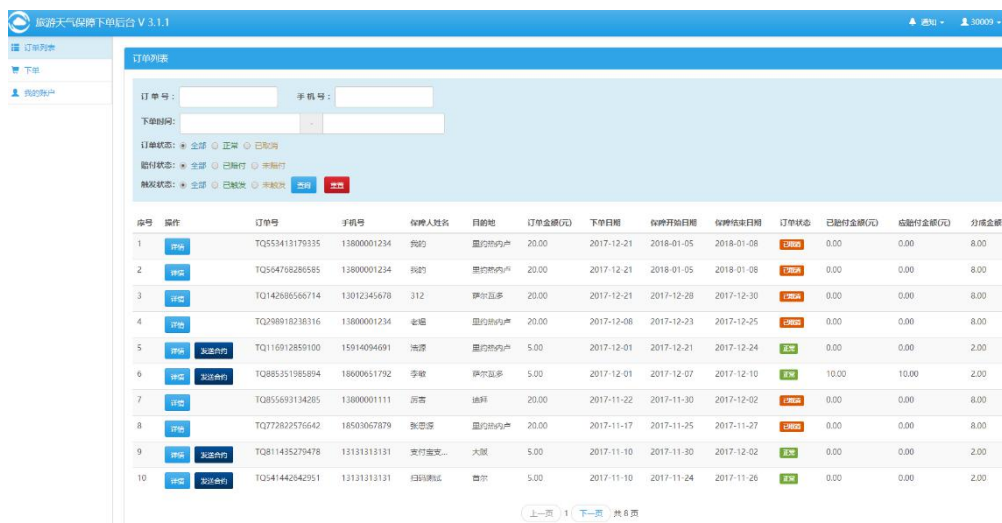 旅游天气保障下单后台 V 3.1.1 通知 30009
订单列表
下单
我的账户
订单列表
订单号: 手机号:
下单时间: -
订单状态: 全部 正常 已取消
赔付状态: 全部 已赔付 未赔付
触发状态: 全部 已触发 未触发 查询 重置
序号 操作 订单号 手机号 保障人姓名 目的地 订单金额(元) 下单日期 保障开始日期 保障结束日期 订单状态 已赔付金额(元) 应赔付金额(元) 分成金额
1 详情 TQ553413179335 13800001234 我的 里约热内卢 20.00 2017-12-21 2018-01-05 2018-01-08 已取消 0.00 0.00 8.00
2 详情 TQ564768286585 13800001234 我的 里约热内卢 20.00 2017-12-21 2018-01-05 2018-01-08 已取消 0.00 0.00 8.00
3 详情 TQ142686566714 13012345678 312 萨尔瓦多 20.00 2017-12-21 2017-12-28 2017-12-30 已取消 0.00 0.00 8.00
4 详情 TQ298918238316 13800001234 里约热内卢 20.00 2017-12-08 2017-12-23 2017-12-25 已取消 0.00 0.00 8.00
5 详情 发送合约 TQ116912859100 15914094691 里约热内卢 5.00 2017-12-01 2017-12-21 2017-12-24 正常 0.00 0.00 2.00
6 详情 发送合约 TQ885351985894 18600651792 李敏 萨尔瓦多 5.00 2017-12-01 2017-12-07 2017-12-10 正常 10.00 10.00 2.00
7 详情 TQ855693134285 13800001111 厉害 迪拜 20.00 2017-11-22 2017-11-30 2017-12-02 已取消 0.00 0.00 8.00
8 详情 TQ772822576642 18503067879 张思源 里约热内卢 20.00 2017-11-17 2017-11-25 2017-11-27 已取消 0.00 0.00 8.00
9 详情 发送合约 TQ811435279478 13131313131 支付宝支... 大阪 5.00 2017-11-10 2017-11-30 2017-12-02 正常 0.00 0.00 2.00
10 详情 发送合约 TQ541442642951 13131313131 扫码测试 首尔 5.00 2017-11-10 2017-11-24 2017-11-26 正常 0.00 0.00 2.00
上一页 1 下一页 共 8 页